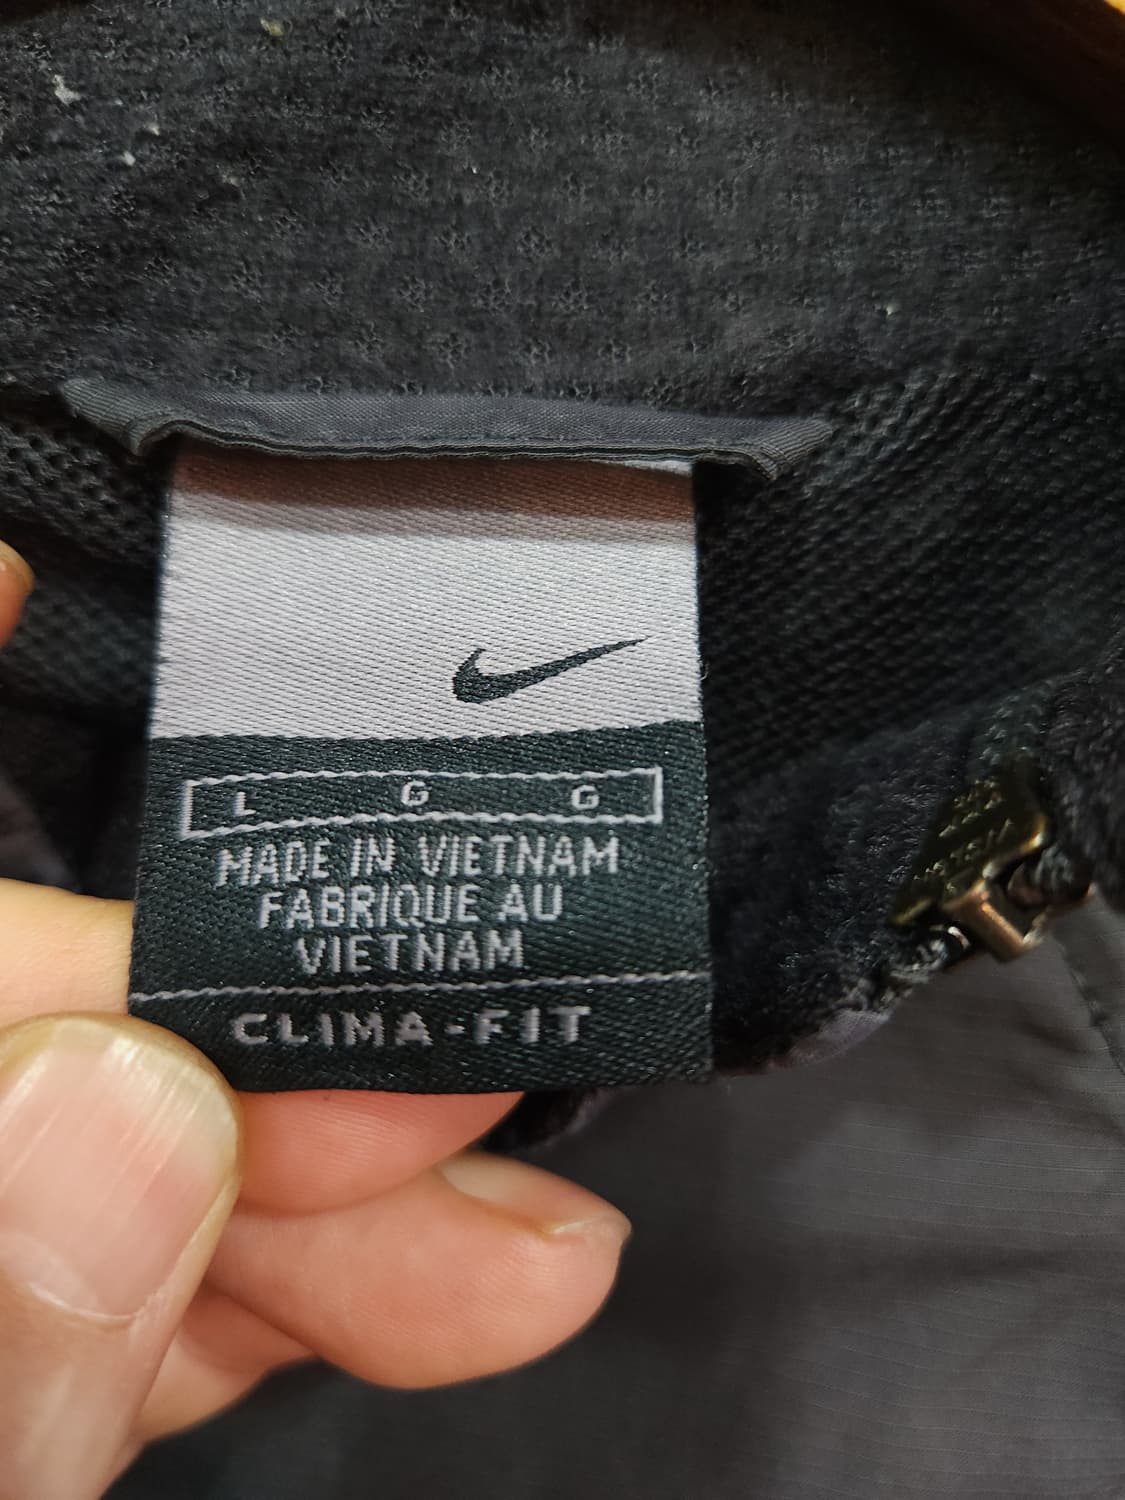 L G G
MADE IN VIETNAM
FABRIQUE AU
VIETNAM
CLIMA-FIT